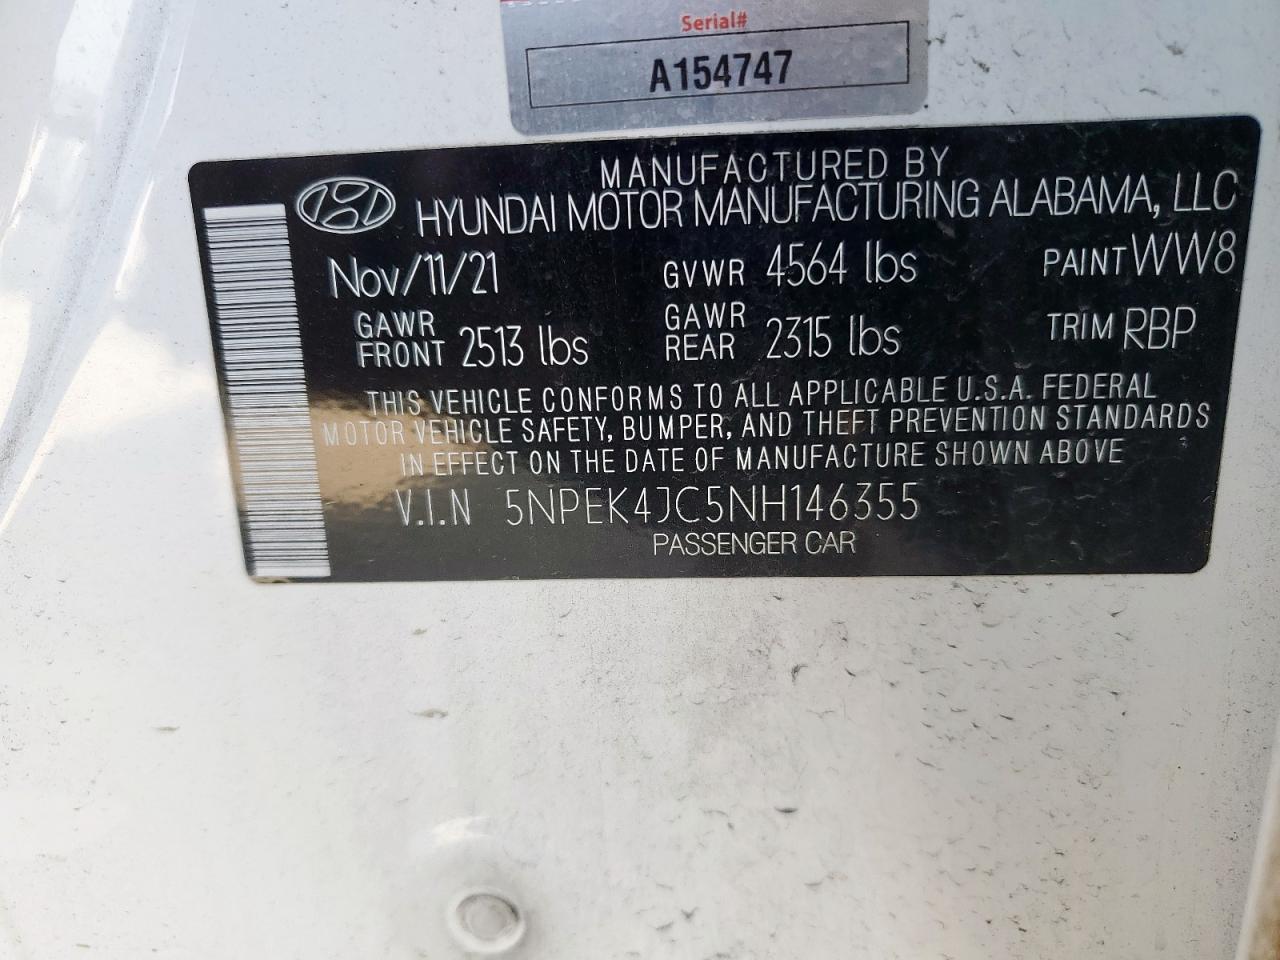 Serial#
A154747
MANUFACTURED BY
HYUNDAI MOTOR MANUFACTURING ALABAMA, LLC
Nov/11/21 GVWR 4564 lbs PAINT WW8
GAWR FRONT 2513 lbs GAWR REAR 2315 lbs TRIM RBP
THIS VEHICLE CONFORMS TO ALL APPLICABLE U.S.A. FEDERAL
MOTOR VEHICLE SAFETY, BUMPER, AND THEFT PREVENTION STANDARDS
IN EFFECT ON THE DATE OF MANUFACTURE SHOWN ABOVE
V.I.N 5NPEK4JC5NH146355
PASSENGER CAR